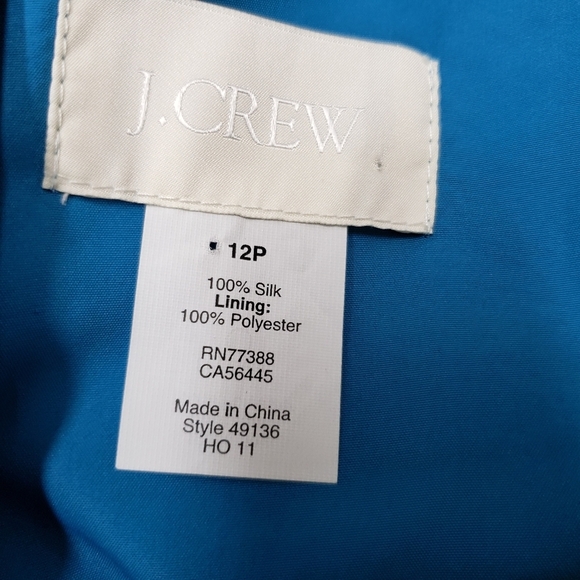 J.CREW
12P
100% Silk
Lining:
100% Polyester
RN77388
CA56445
Made in China
Style 49136
HO 11